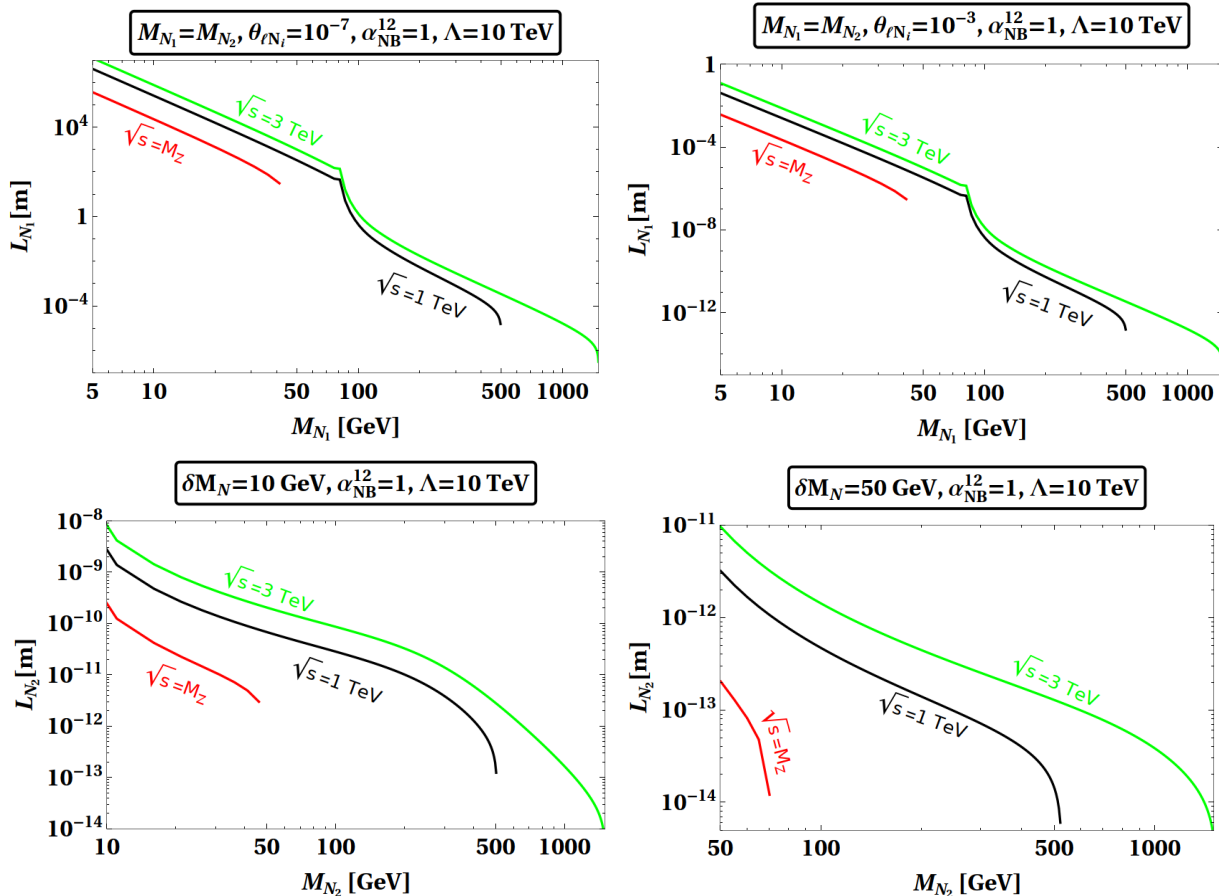 M_{N_1}=M_{N_2}, θ_{ℓN_i}=10^{-7}, α_{NB}^{12}=1, Λ=10 TeV
10^4
1
10^{-4}
L_{N_1}[m]
√s=3 TeV
√s=M_Z
√s=1 TeV
5 10 50 100 500 1000
M_{N_1} [GeV]
M_{N_1}=M_{N_2}, θ_{ℓN_i}=10^{-3}, α_{NB}^{12}=1, Λ=10 TeV
1
10^{-4}
10^{-8}
10^{-12}
L_{N_1}[m]
√s=3 TeV
√s=M_Z
√s=1 TeV
5 10 50 100 500 1000
M_{N_1} [GeV]
δM_N=10 GeV, α_{NB}^{12}=1, Λ=10 TeV
10^{-8}
10^{-9}
10^{-10}
10^{-11}
10^{-12}
10^{-13}
10^{-14}
L_{N_2}[m]
√s=3 TeV
√s=M_Z
√s=1 TeV
10 50 100 500 1000
M_{N_2} [GeV]
δM_N=50 GeV, α_{NB}^{12}=1, Λ=10 TeV
10^{-11}
10^{-12}
10^{-13}
10^{-14}
L_{N_2}[m]
√s=3 TeV
√s=1 TeV
√s=M_Z
50 100 500 1000
M_{N_2} [GeV]